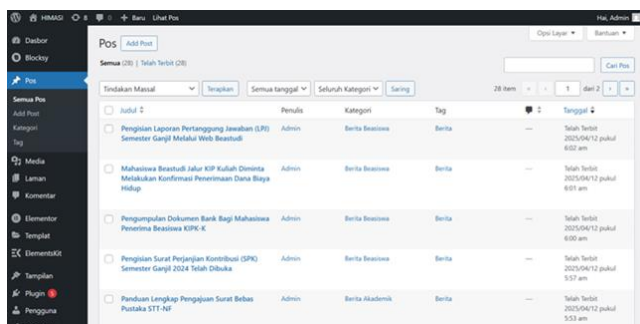 HIMASI 8 0 + Baru Lihat Pos Hai, Admin
Opsi Layar Bantuan
Dasbor
Blocksy
Pos
Semua Pos
Add Post
Kategori
Tag
Media
Laman
Komentar
Elementor
Templat
ElementsKit
Tampilan
Plugin
Pengguna
Pos Add Post
Semua (28) | Telah Terbit (28)
Cari Pos
Tindakan Massal Terapkan Semua tanggal Seluruh Kategori Saring 28 item « ‹ 1 dari 2 › »
Judul Penulis Kategori Tag Tanggal
Pengisian Laporan Pertanggung Jawaban (LPJ) Admin Berita Beasiswa Berita — Telah Terbit
Semester Ganjil Melalui Web Beastudi 2025/04/12 pukul
6:02 am
Mahasiswa Beastudi Jalur KIP Kuliah Diminta Admin Berita Beasiswa Berita — Telah Terbit
Melakukan Konfirmasi Penerimaan Dana Biaya 2025/04/12 pukul
Hidup 6:01 am
Pengumpulan Dokumen Bank Bagi Mahasiswa Admin Berita Beasiswa Berita — Telah Terbit
Penerima Beasiswa KIPK-K 2025/04/12 pukul
6:00 am
Pengisian Surat Perjanjian Kontribusi (SPK) Admin Berita Beasiswa Berita — Telah Terbit
Semester Ganjil 2024 Telah Dibuka 2025/04/12 pukul
5:57 am
Panduan Lengkap Pengajuan Surat Bebas Admin Berita Akademik Berita — Telah Terbit
Pustaka STT-NF 2025/04/12 pukul
5:53 am